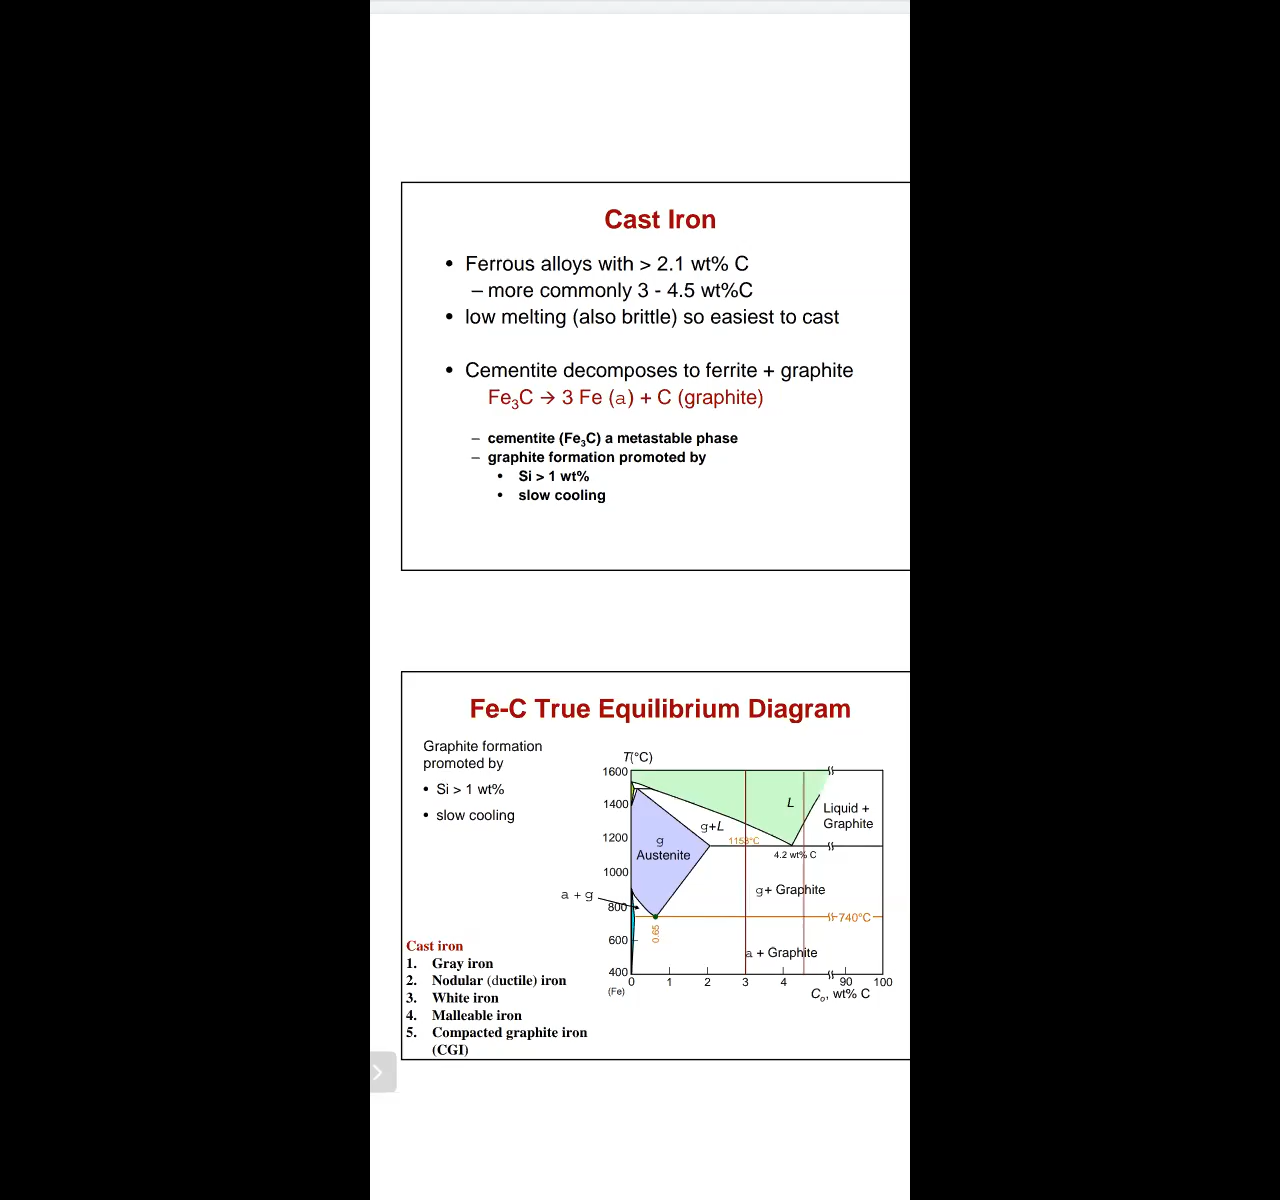 Cast Iron
• Ferrous alloys with > 2.1 wt% C
– more commonly 3 - 4.5 wt%C
• low melting (also brittle) so easiest to cast
• Cementite decomposes to ferrite + graphite
Fe3C → 3 Fe (a) + C (graphite)
– cementite (Fe3C) a metastable phase
– graphite formation promoted by
• Si > 1 wt%
• slow cooling
Fe-C True Equilibrium Diagram
Graphite formation
promoted by
• Si > 1 wt%
• slow cooling
T(°C)
1600
1400
1200
1000
800
600
400
L
Liquid +
Graphite
g+L
1153°C
g
Austenite
4.2 wt% C
g+ Graphite
a + g
740°C
0.65
a + Graphite
0
1
2
3
4
90
100
(Fe)
Co, wt% C
Cast iron
1. Gray iron
2. Nodular (ductile) iron
3. White iron
4. Malleable iron
5. Compacted graphite iron
(CGI)